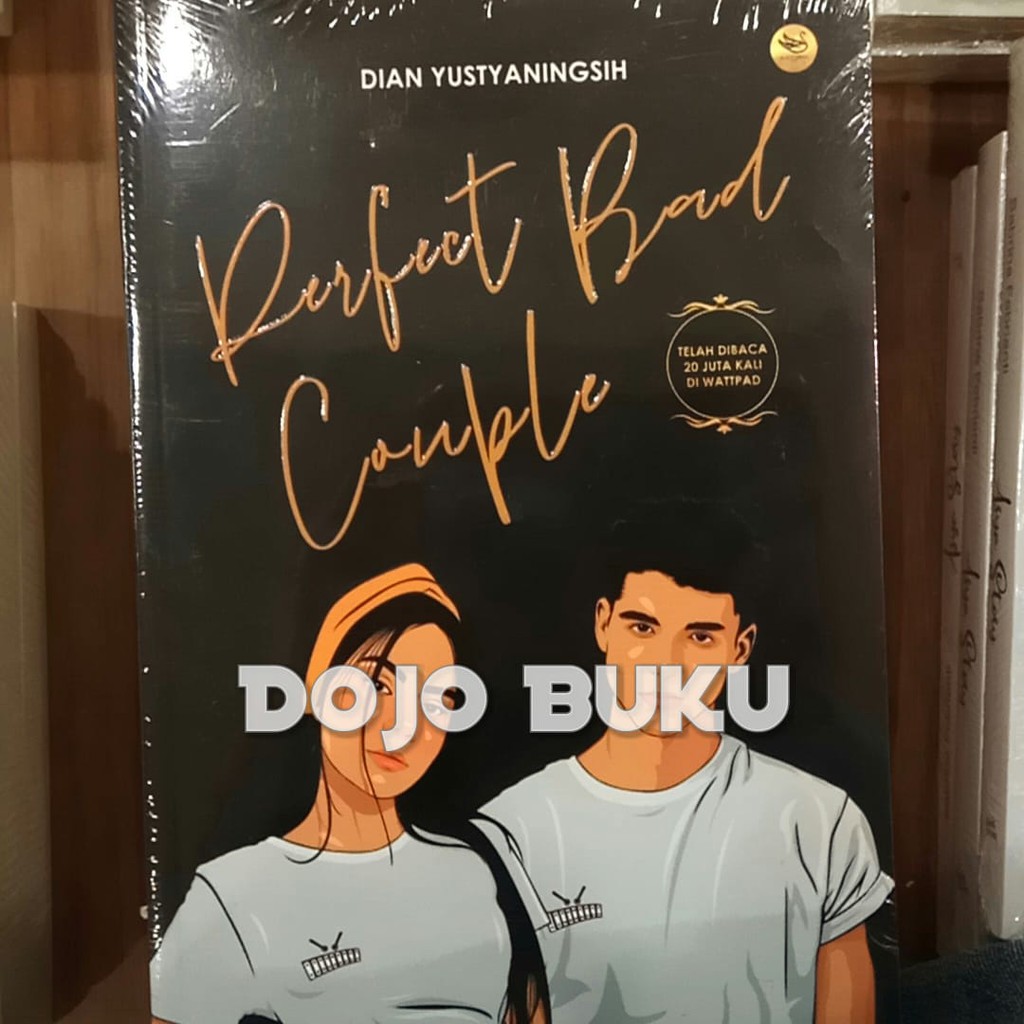 DIAN YUSTYANINGSIH
Perfect Bad
Couple
TELAH DIBACA
20 JUTA KALI
DI WATTPAD
DOJO BUKU